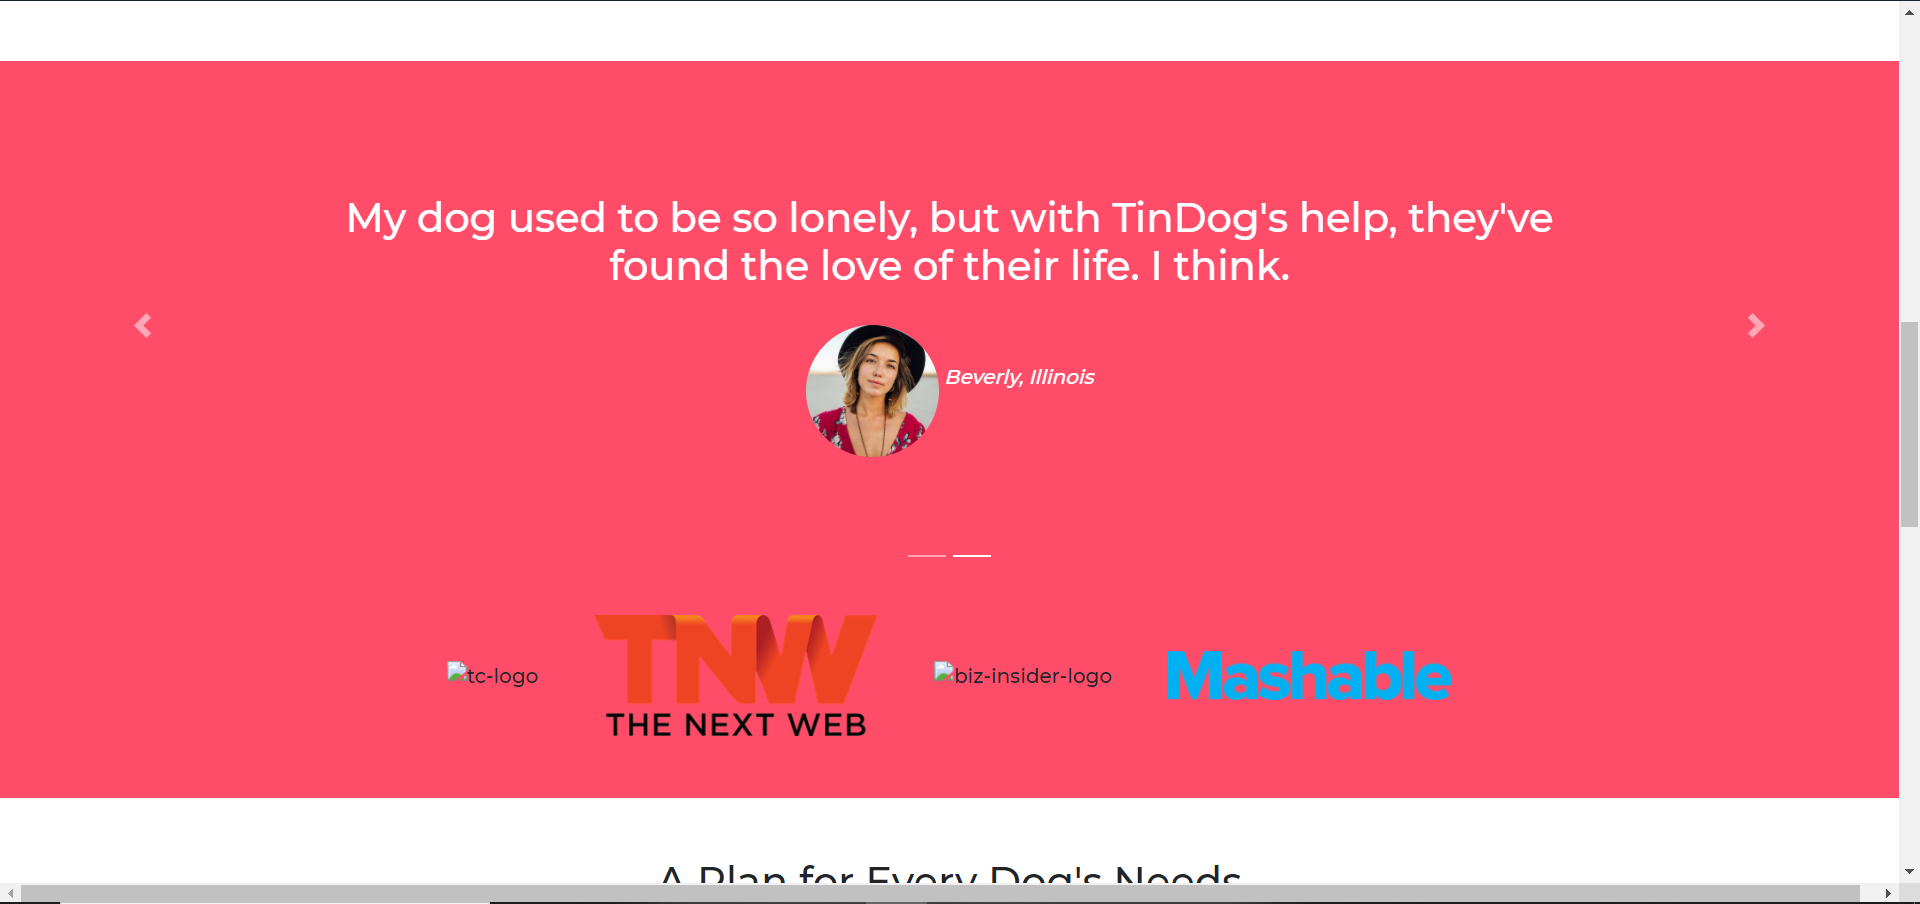 My dog used to be so lonely, but with TinDog's help, they've
found the love of their life. I think.
Beverly, Illinois
tc-logo
TNW
THE NEXT WEB
biz-insider-logo
Mashable
A Plan for Every Dog's Needs